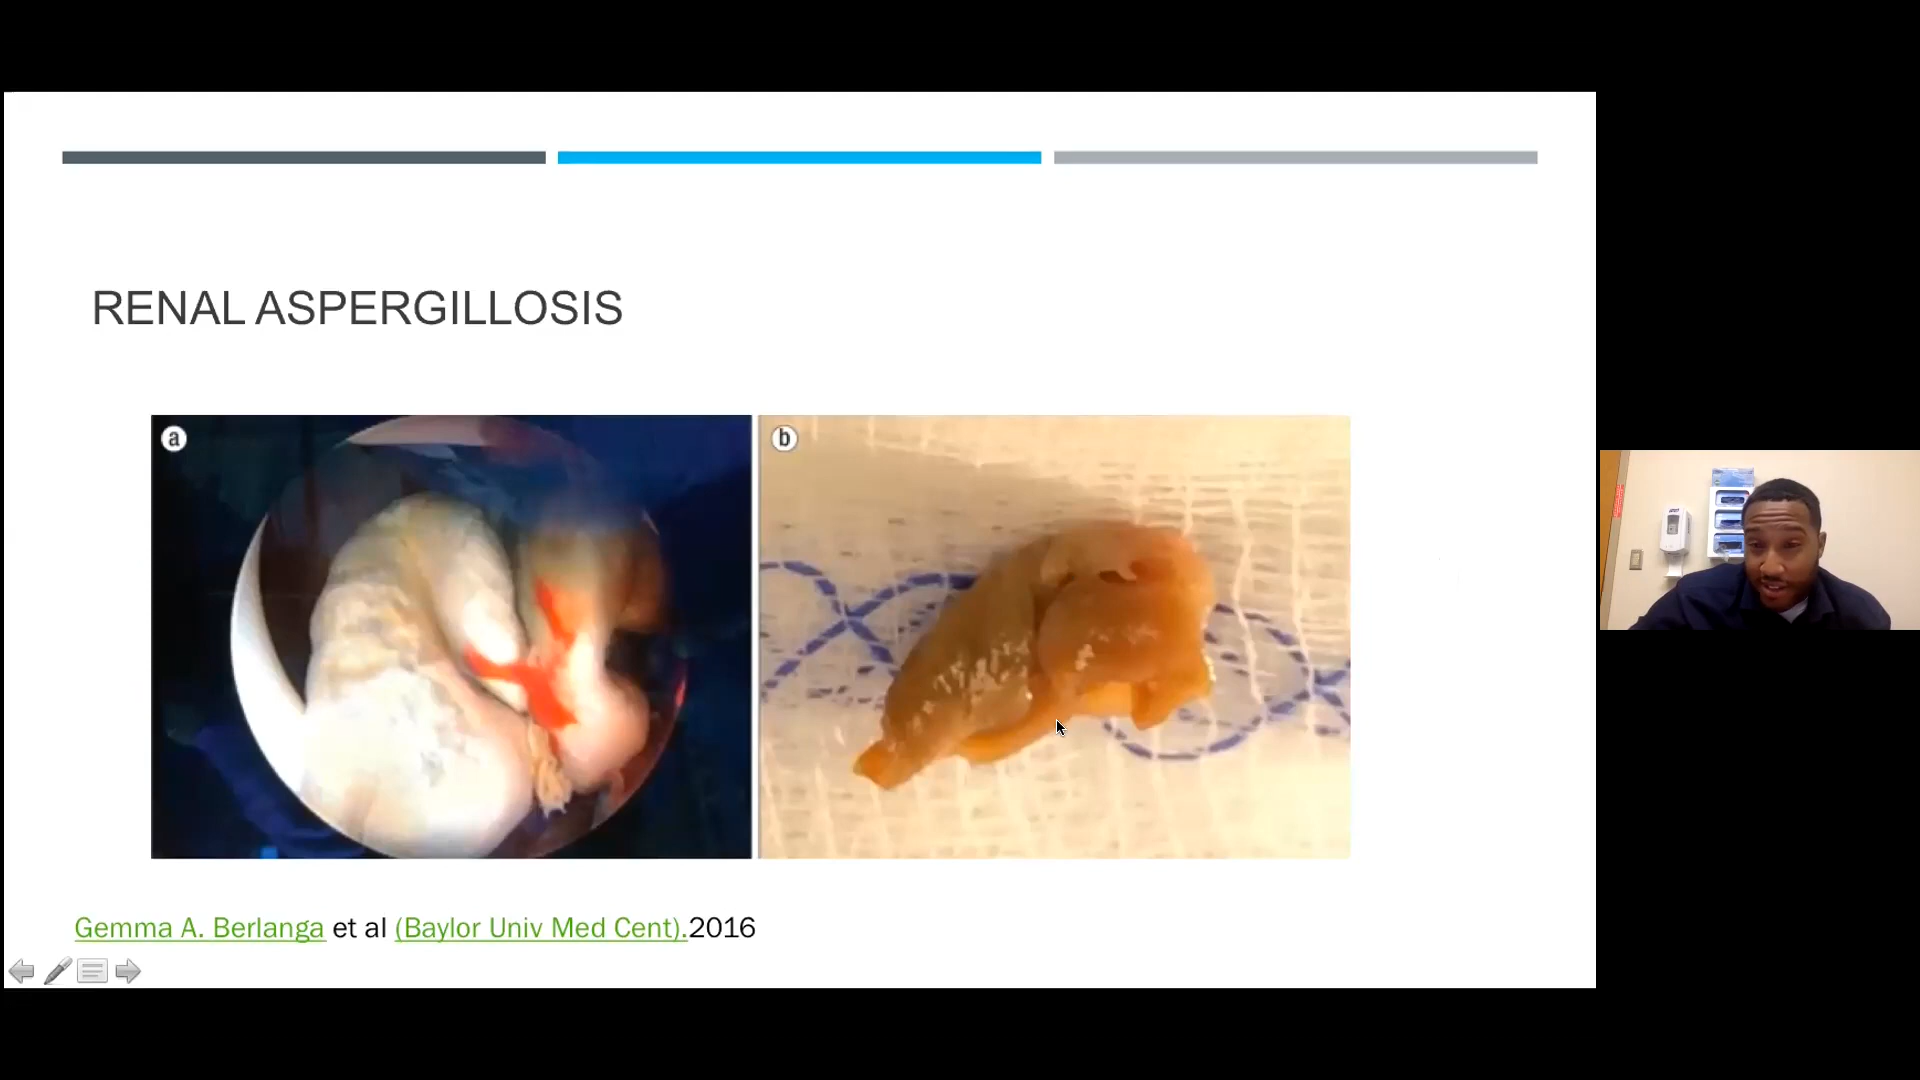 RENAL ASPERGILLOSIS
a
b
Gemma A. Berlanga et al (Baylor Univ Med Cent).2016